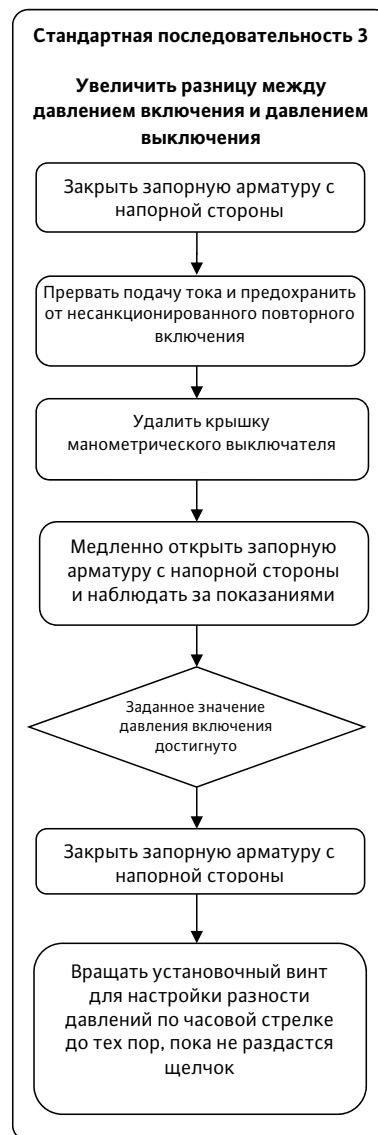 Стандартная последовательность 3
Увеличить разницу между
давлением включения и давлением
выключения
Закрыть запорную арматуру с
напорной стороны
Прервать подачу тока и предохранить
от несанкционированного повторного
включения
Удалить крышку
манометрического выключателя
Медленно открыть запорную
арматуру с напорной стороны
и наблюдать за показаниями
Заданное значение
давления включения
достигнуто
Закрыть запорную арматуру с
напорной стороны
Вращать установочный винт
для настройки разности
давлений по часовой стрелке
до тех пор, пока не раздастся
щелчок